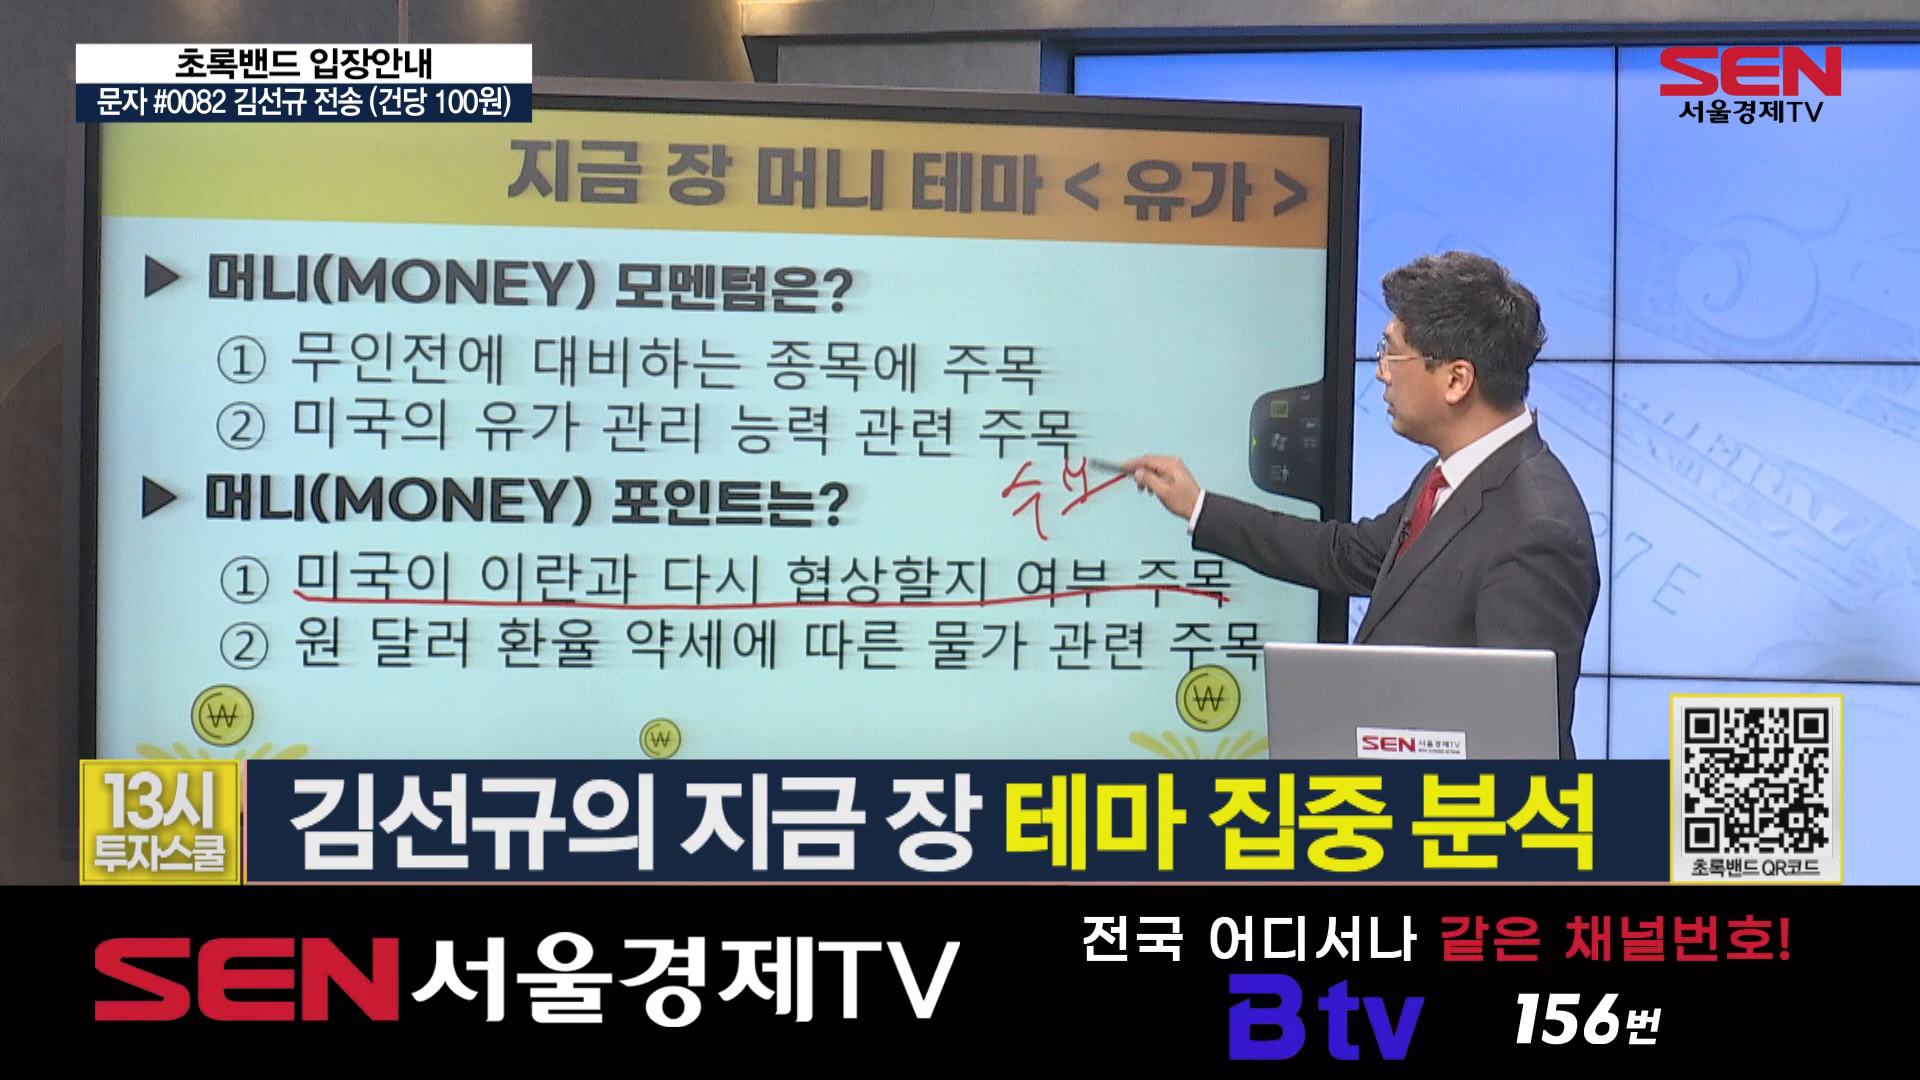 초록밴드 입장안내
문자 #0082 김선규 전송 (건당 100원)
SEN
서울경제TV
지금 장 머니 테마 < 유가 >
▶ 머니(MONEY) 모멘텀은?
① 무인전에 대비하는 종목에 주목
② 미국의 유가 관리 능력 관련 주목
▶ 머니(MONEY) 포인트는?
① 미국이 이란과 다시 협상할지 여부 주목
② 원 달러 환율 약세에 따른 물가 관련 주목
₩
₩
₩
SEN 서울경제TV
13시
투자스쿨
김선규의 지금 장 테마 집중 분석
초록밴드 QR코드
SEN 서울경제TV
전국 어디서나 같은 채널번호!
B tv
156번